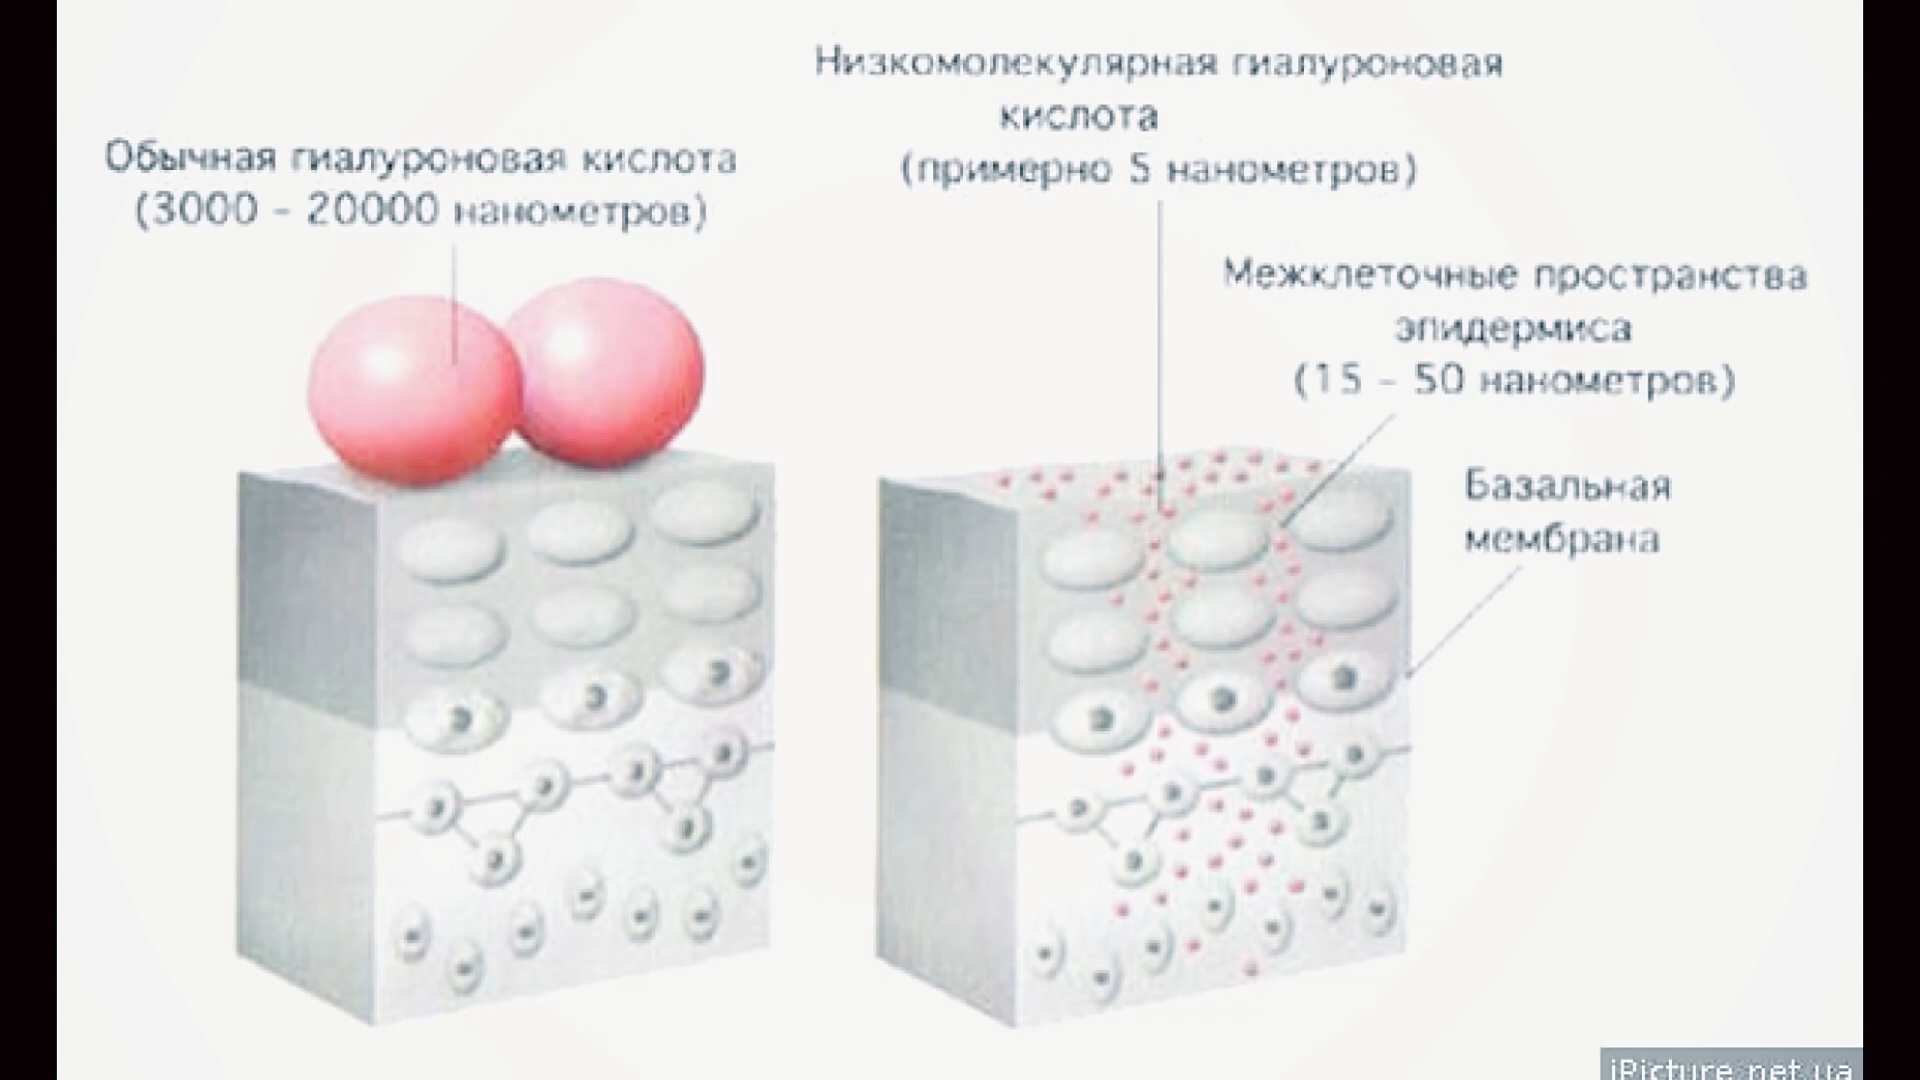 Обычная гиалуроновая кислота
(3000 - 20000 нанометров)
Низкомолекулярная гиалуроновая
кислота
(примерно 5 нанометров)
Межклеточные пространства
эпидермиса
(15 - 50 нанометров)
Базальная
мембрана
iPicture.net.ua